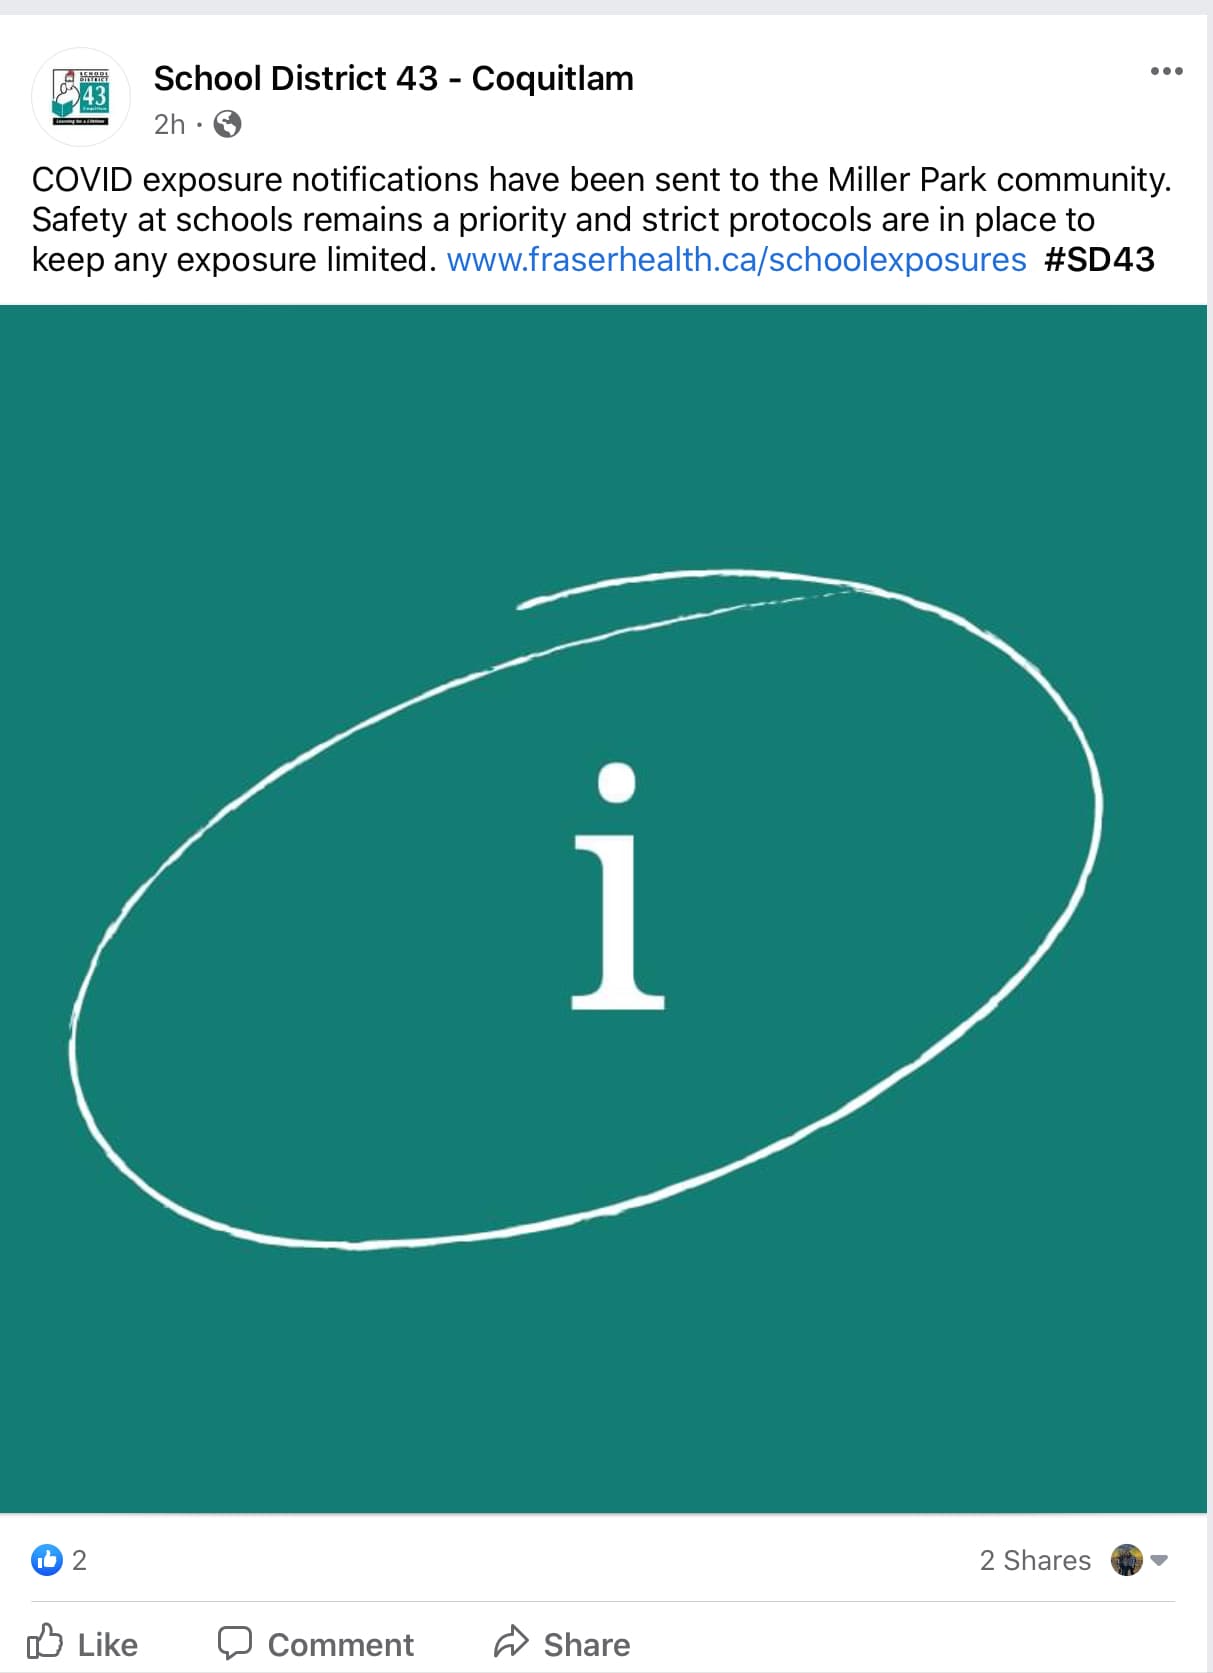 SCHOOL
DISTRICT
43
School District 43 - Coquitlam
2h ·
COVID exposure notifications have been sent to the Miller Park community.
Safety at schools remains a priority and strict protocols are in place to
keep any exposure limited. www.fraserhealth.ca/schoolexposures #SD43
i
2
2 Shares
Like
Comment
Share